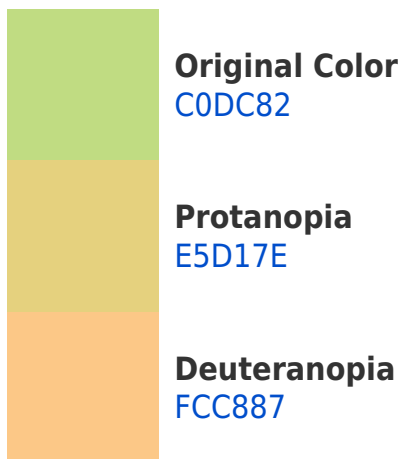 Original Color
C0DC82
Protanopia
E5D17E
Deuteranopia
FCC887